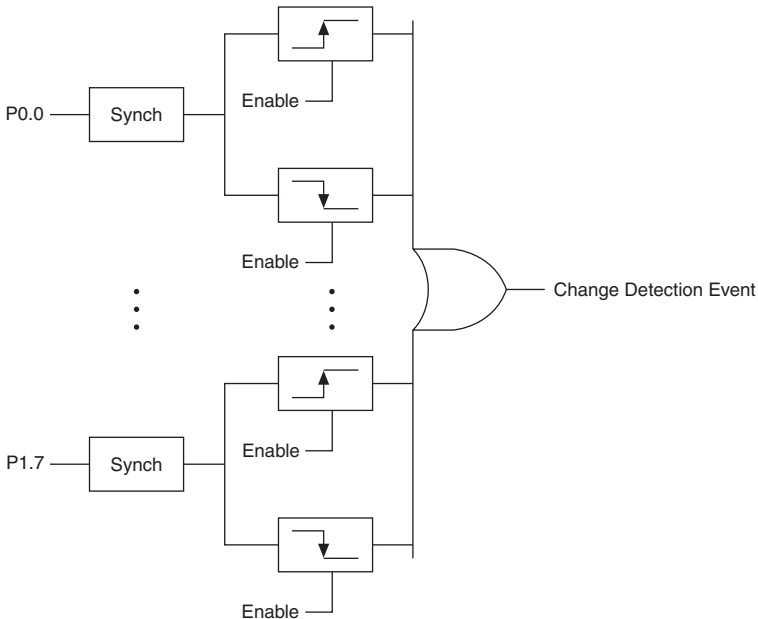 Enable
P0.0
Synch
Enable
Change Detection Event
Enable
P1.7
Synch
Enable